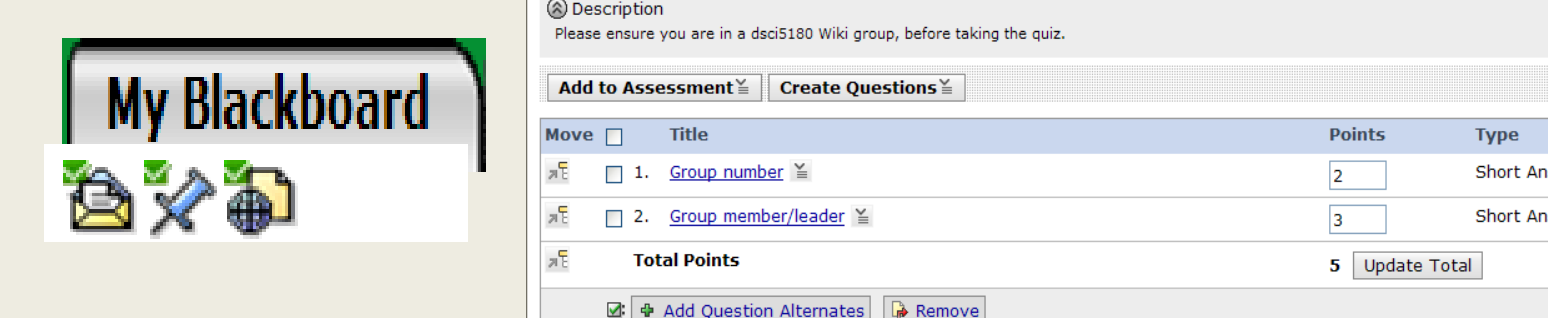 My Blackboard
Description
Please ensure you are in a dsci5180 Wiki group, before taking the quiz.
Add to Assessment Create Questions
Move Title Points Type
1. Group number 2 Short An
2. Group member/leader 3 Short An
Total Points 5 Update Total
Add Question Alternates Remove